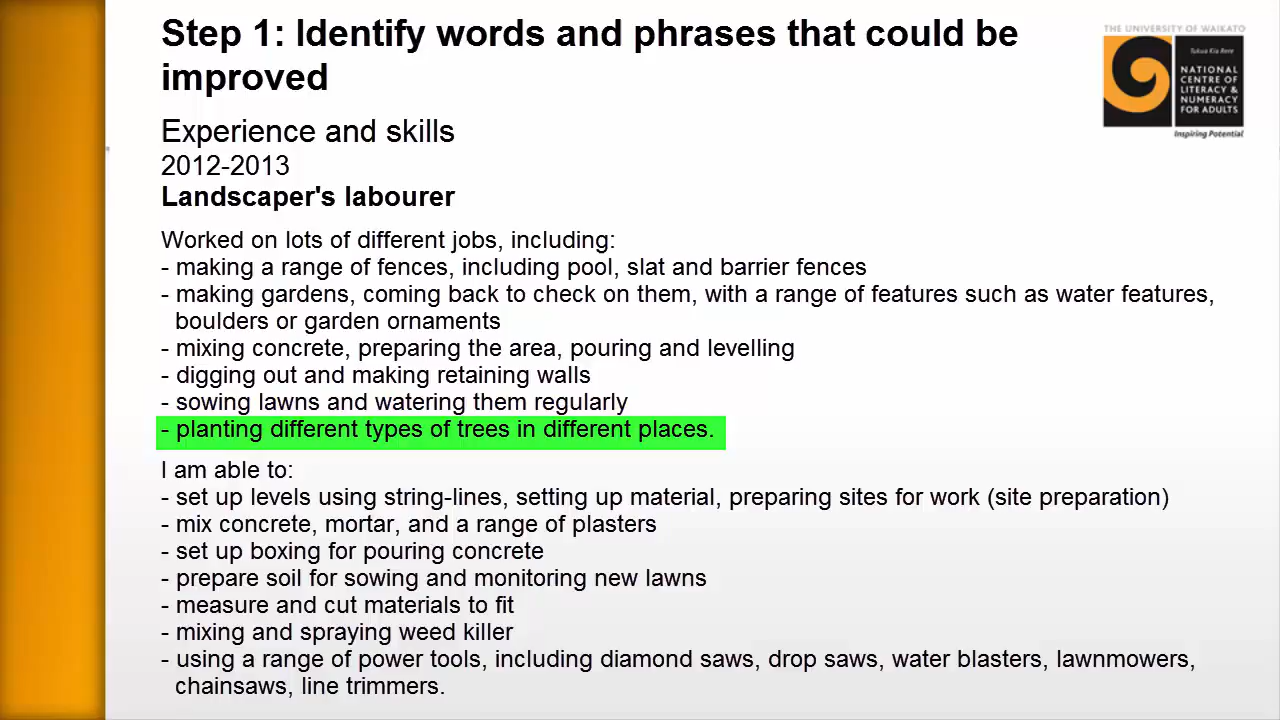 Step 1: Identify words and phrases that could be
improved
THE UNIVERSITY OF WAIKATO
Tukua Kia Rere
NATIONAL
CENTRE OF
LITERACY &
NUMERACY
FOR ADULTS
Inspiring Potential
Experience and skills
2012-2013
Landscaper's labourer
Worked on lots of different jobs, including:
- making a range of fences, including pool, slat and barrier fences
- making gardens, coming back to check on them, with a range of features such as water features,
boulders or garden ornaments
- mixing concrete, preparing the area, pouring and levelling
- digging out and making retaining walls
- sowing lawns and watering them regularly
- planting different types of trees in different places.
I am able to:
- set up levels using string-lines, setting up material, preparing sites for work (site preparation)
- mix concrete, mortar, and a range of plasters
- set up boxing for pouring concrete
- prepare soil for sowing and monitoring new lawns
- measure and cut materials to fit
- mixing and spraying weed killer
- using a range of power tools, including diamond saws, drop saws, water blasters, lawnmowers,
chainsaws, line trimmers.